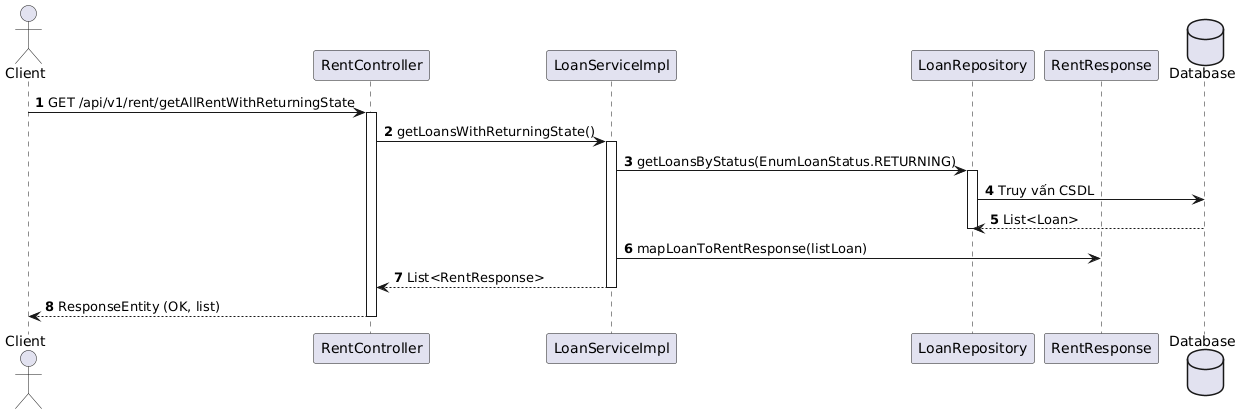 Client
RentController
LoanServiceImpl
LoanRepository
RentResponse
Database
1 GET /api/v1/rent/getAllRentWithReturningState
2 getLoansWithReturningState()
3 getLoansByStatus(EnumLoanStatus.RETURNING)
4 Truy vấn CSDL
5 List<Loan>
6 mapLoanToRentResponse(listLoan)
7 List<RentResponse>
8 ResponseEntity (OK, list)
Client
RentController
LoanServiceImpl
LoanRepository
RentResponse
Database